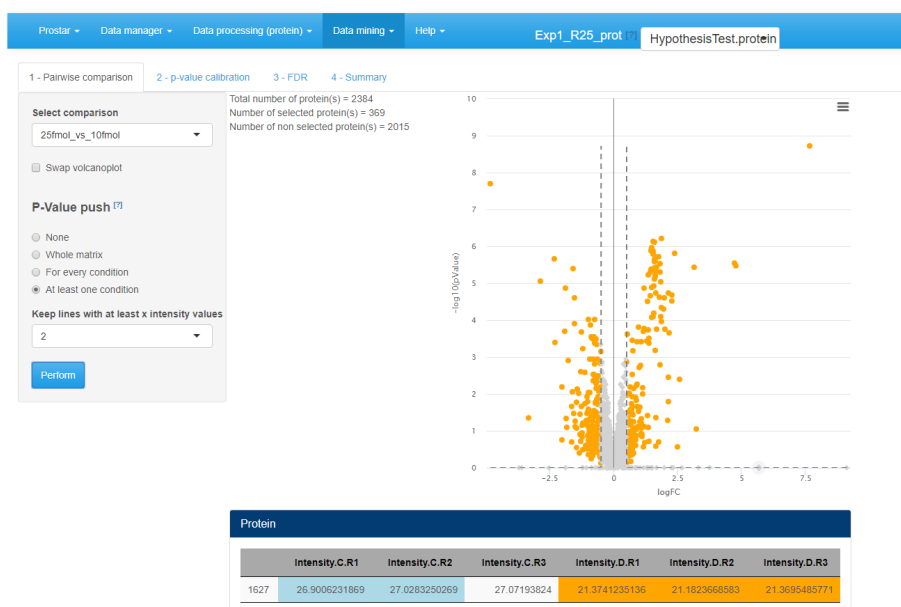 Prostar Data manager Data processing (protein) Data mining Help Exp1_R25_prot [?] HypothesisTest.protein
1 - Pairwise comparison 2 - p-value calibration 3 - FDR 4 - Summary
Select comparison
25fmol_vs_10fmol
Swap volcanoplot
P-Value push [?]
None
Whole matrix
For every condition
At least one condition
Keep lines with at least x intensity values
2
Perform
Total number of protein(s) = 2384
Number of selected protein(s) = 369
Number of non selected protein(s) = 2015
10
9
8
7
6
5
4
3
2
1
0
-log10(pValue)
-2.5 0 2.5 5 7.5
logFC
Protein
Intensity.C.R1 Intensity.C.R2 Intensity.C.R3 Intensity.D.R1 Intensity.D.R2 Intensity.D.R3
1627 26.9006231869 27.0283250269 27.07193824 21.3741235136 21.1823668583 21.3695485771